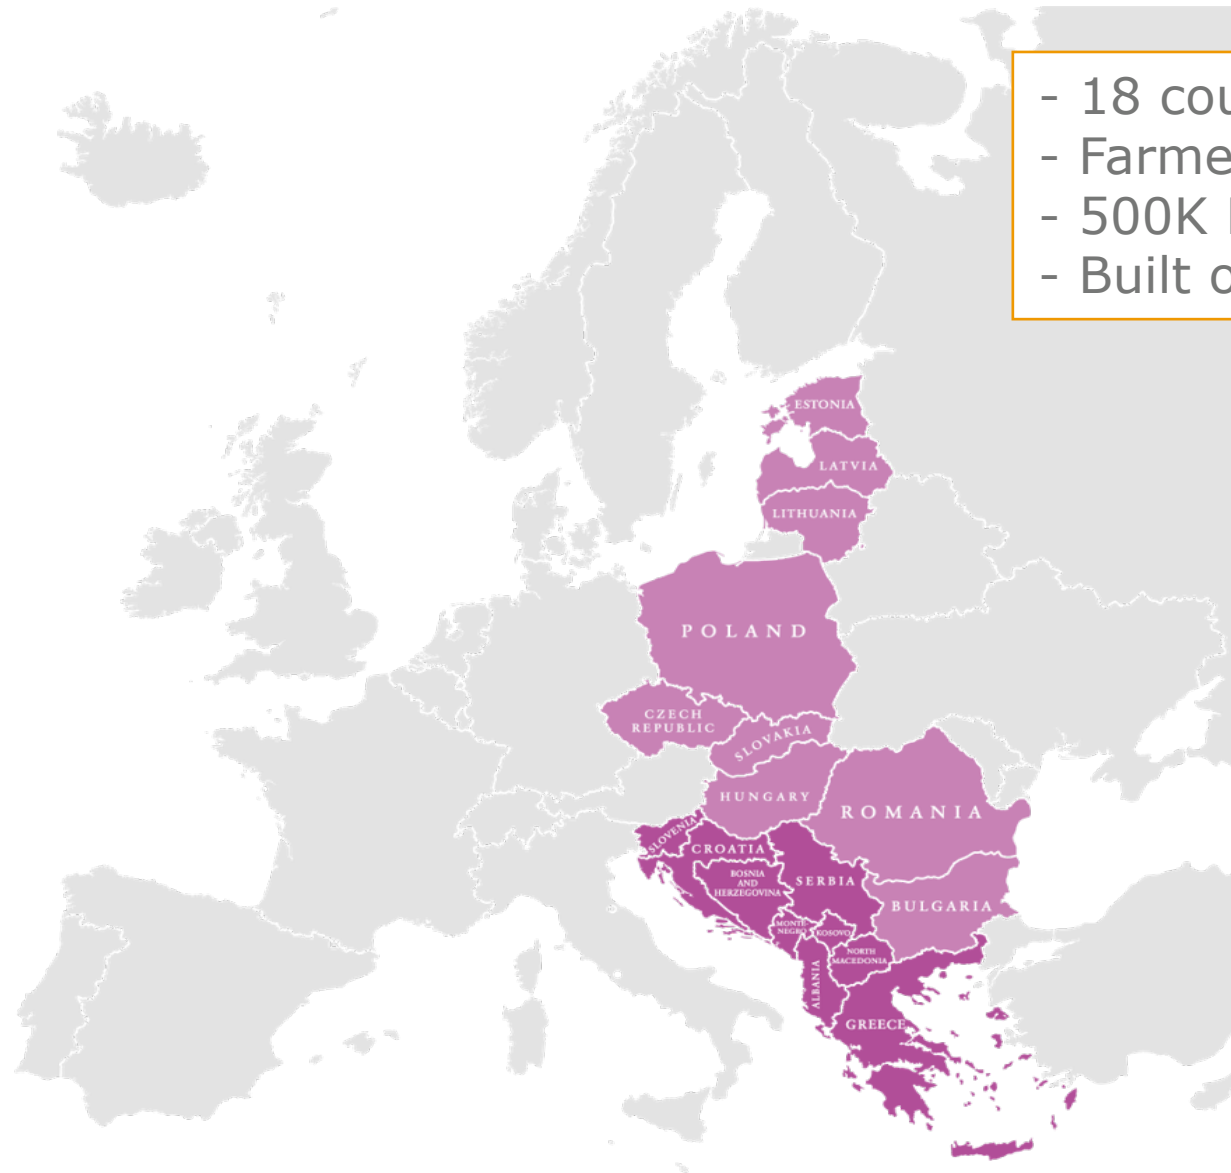 - 18 cou
- Farme
- 500K
- Built o
ESTONIA
LATVIA
LITHUANIA
POLAND
CZECH
REPUBLIC
SLOVAKIA
HUNGARY
ROMANIA
SLOVENIA
CROATIA
BOSNIA
AND
HERZEGOVINA
SERBIA
BULGARIA
MONTE-
NEGRO
KOSOVO
NORTH
MACEDONIA
ALBANIA
GREECE